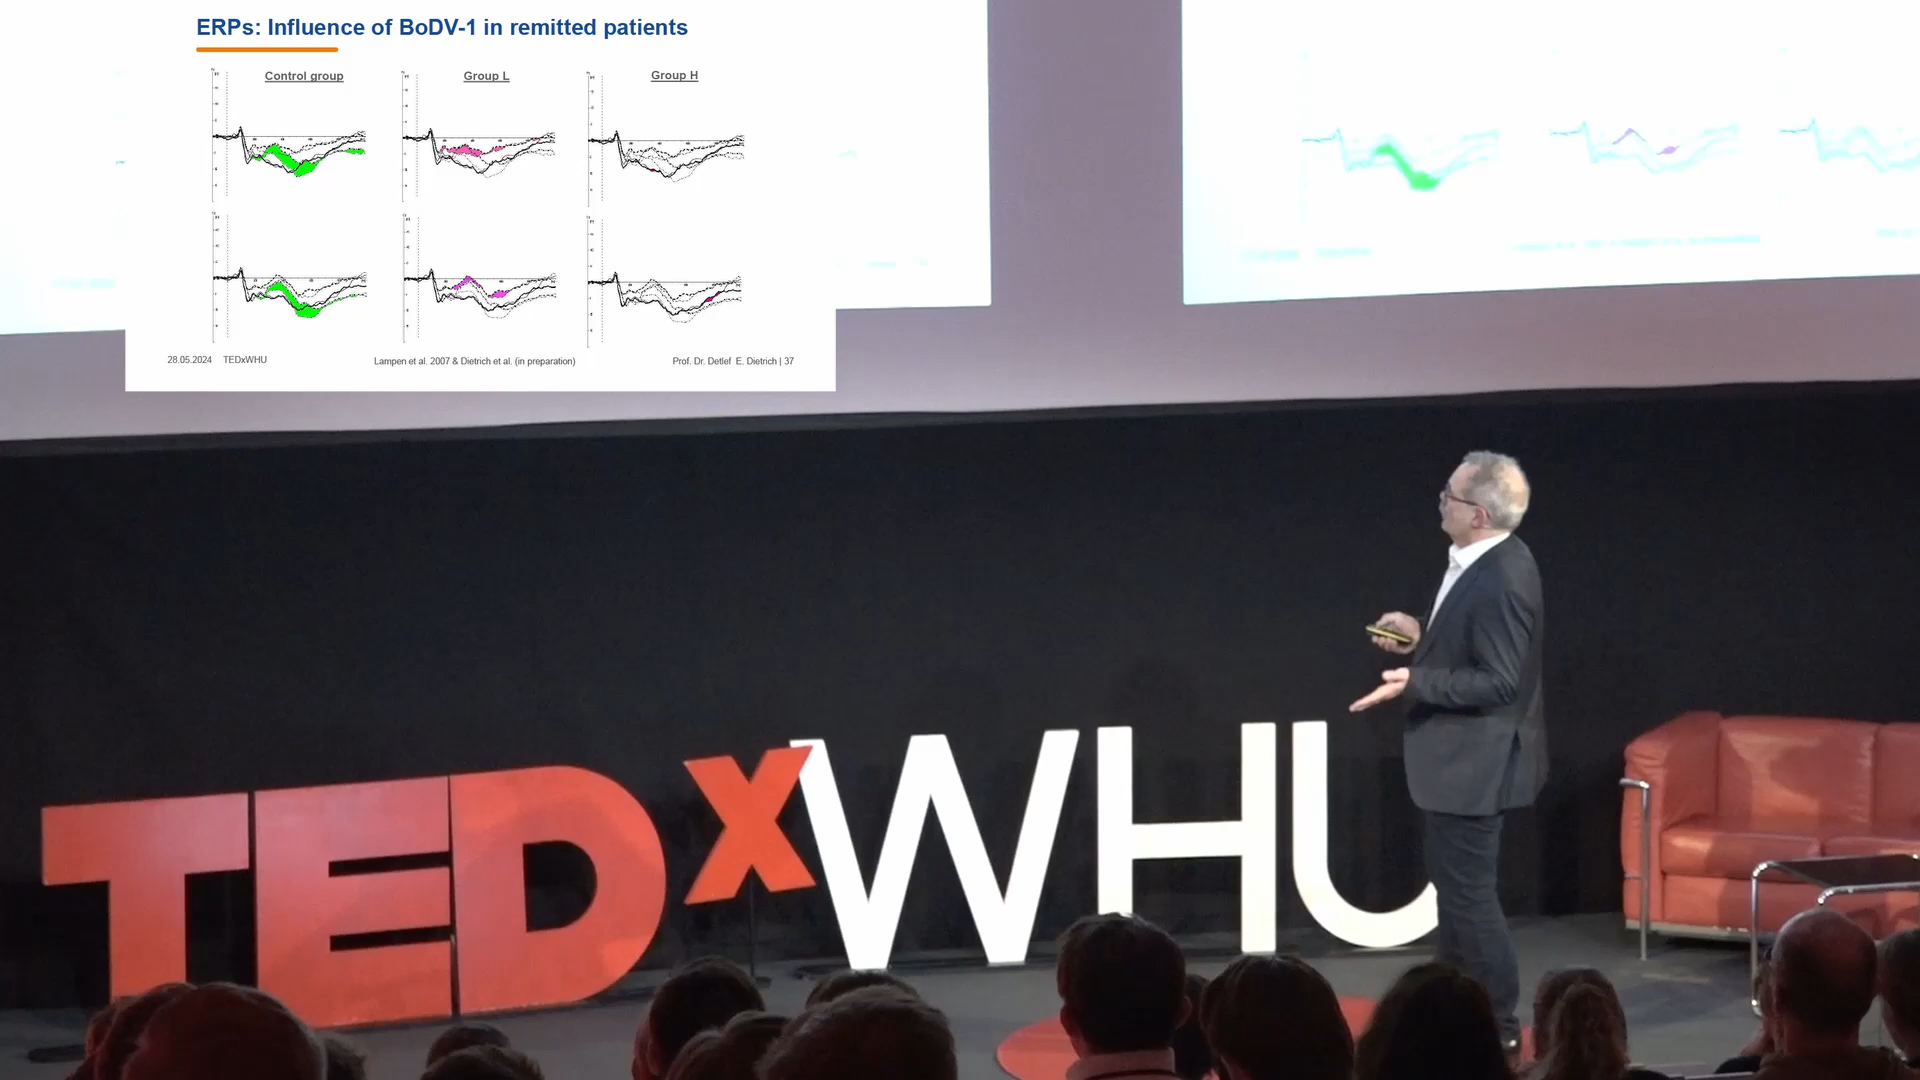 ERPs: Influence of BoDV-1 in remitted patients
Control group
Group L
Group H
28.05.2024 TEDxWHU
Lampen et al. 2007 & Dietrich et al. (in preparation)
Prof. Dr. Detlef E. Dietrich | 37
TEDxWHU